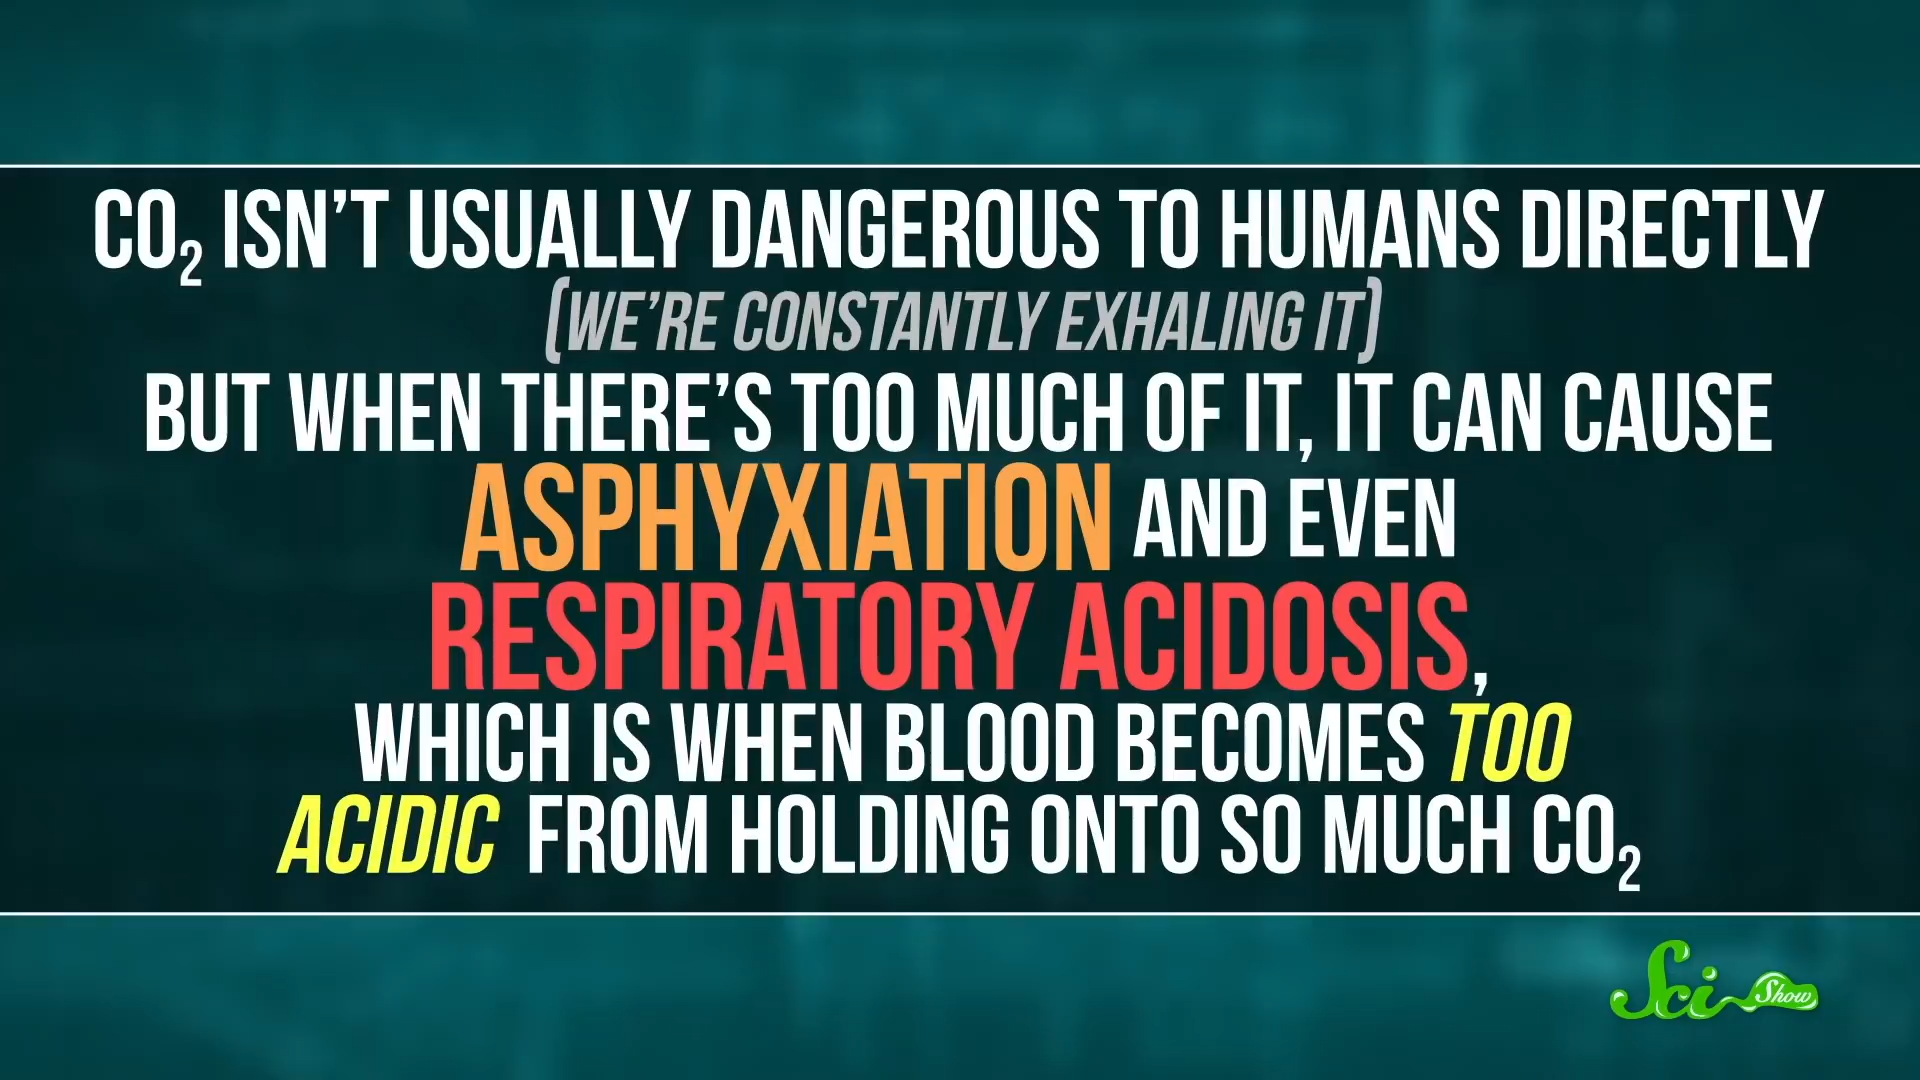 CO₂ ISN'T USUALLY DANGEROUS TO HUMANS DIRECTLY
(WE'RE CONSTANTLY EXHALING IT)
BUT WHEN THERE'S TOO MUCH OF IT, IT CAN CAUSE
ASPHYXIATION AND EVEN
RESPIRATORY ACIDOSIS,
WHICH IS WHEN BLOOD BECOMES TOO
ACIDIC FROM HOLDING ONTO SO MUCH CO₂
Sci Show